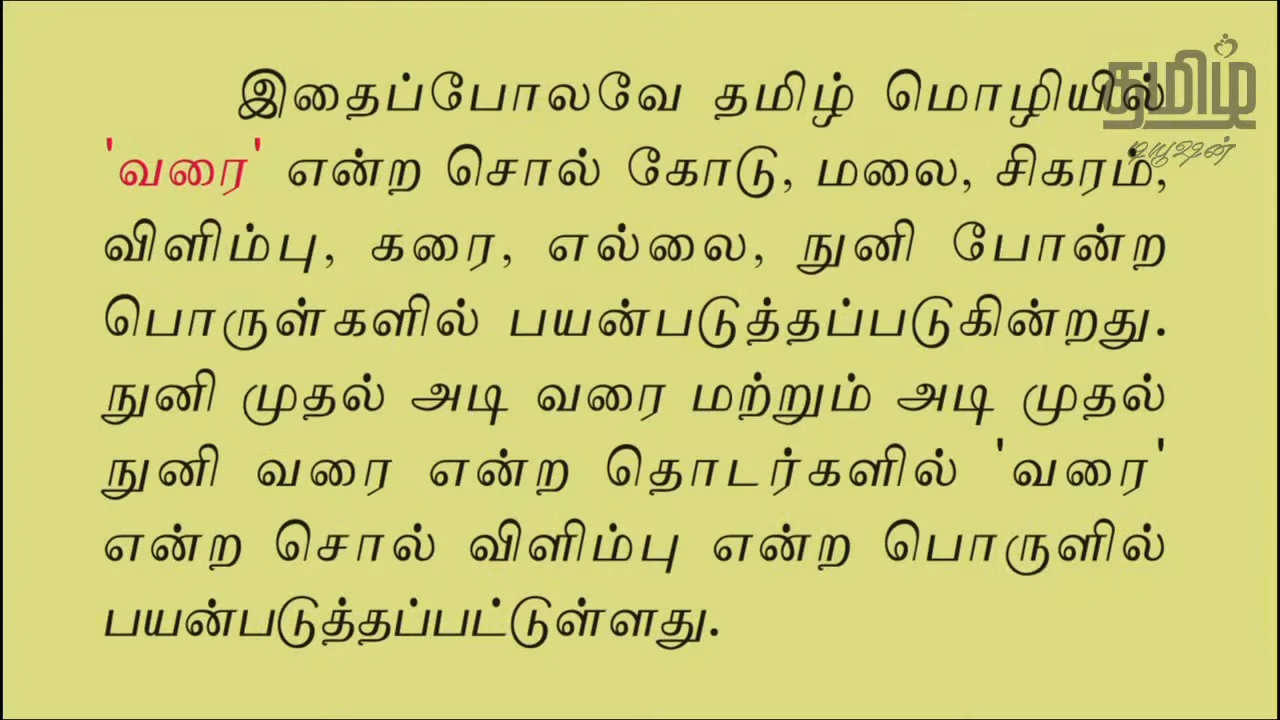 இதைப்போலவே தமிழ் மொழியில்
'வரை' என்ற சொல் கோடு, மலை, சிகரம்,
விளிம்பு, கரை, எல்லை, நுனி போன்ற
பொருள்களில் பயன்படுத்தப்படுகின்றது.
நுனி முதல் அடி வரை மற்றும் அடி முதல்
நுனி வரை என்ற தொடர்களில் 'வரை'
என்ற சொல் விளிம்பு என்ற பொருளில்
பயன்படுத்தப்பட்டுள்ளது.
தமிழ்
டியூஷன்